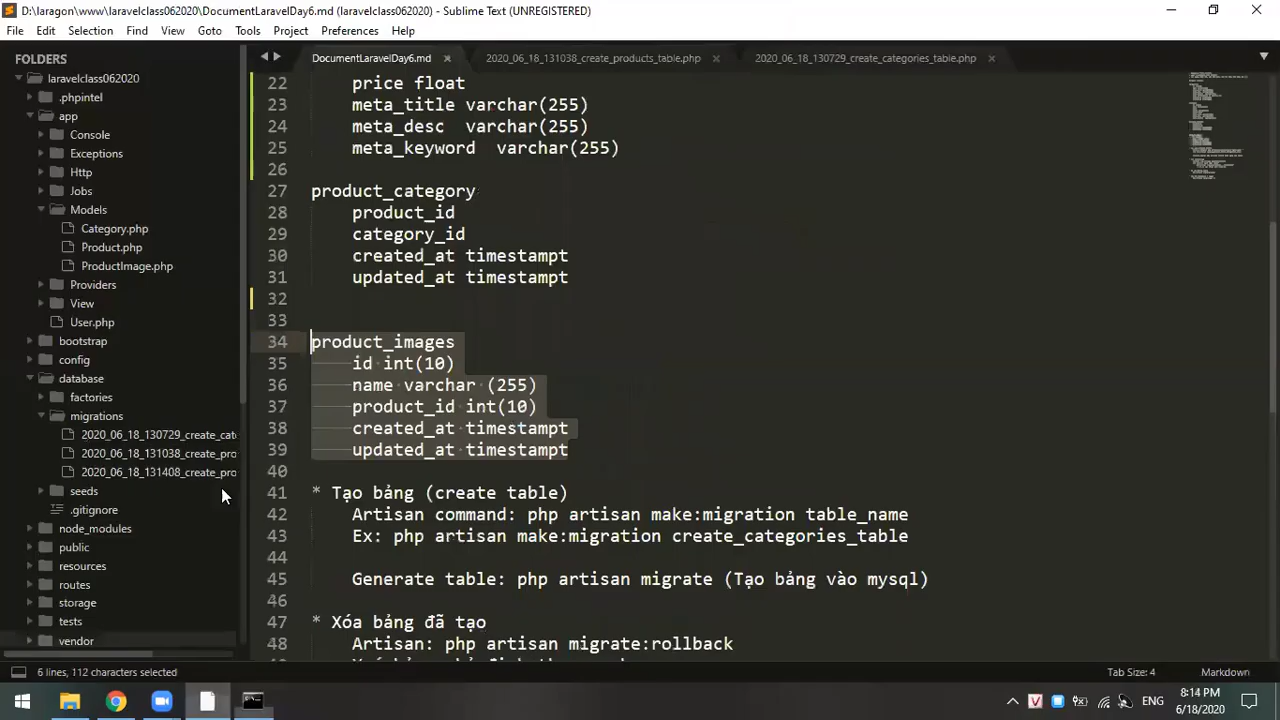 D:\laragon\www\laravelclass062020\DocumentLaravelDay6.md (laravelclass062020) - Sublime Text (UNREGISTERED)
File Edit Selection Find View Goto Tools Project Preferences Help
FOLDERS
laravelclass062020
.phpintel
app
Console
Exceptions
Http
Jobs
Models
Category.php
Product.php
ProductImage.php
Providers
View
User.php
bootstrap
config
database
factories
migrations
2020_06_18_130729_create_cat
2020_06_18_131038_create_pro
2020_06_18_131408_create_pro
seeds
.gitignore
node_modules
public
resources
routes
storage
tests
vendor
DocumentLaravelDay6.md 2020_06_18_131038_create_products_table.php 2020_06_18_130729_create_categories_table.php
22 price float
23 meta_title varchar(255)
24 meta_desc varchar(255)
25 meta_keyword varchar(255)
26
27 product_category
28 product_id
29 category_id
30 created_at timestampt
31 updated_at timestampt
32
33
34 product_images
35 id int(10)
36 name varchar (255)
37 product_id int(10)
38 created_at timestampt
39 updated_at timestampt
40
41 * Tạo bảng (create table)
42 Artisan command: php artisan make:migration table_name
43 Ex: php artisan make:migration create_categories_table
44
45 Generate table: php artisan migrate (Tạo bảng vào mysql)
46
47 * Xóa bảng đã tạo
48 Artisan: php artisan migrate:rollback
6 lines, 112 characters selected Tab Size: 4 Markdown
ENG 8:14 PM
6/18/2020